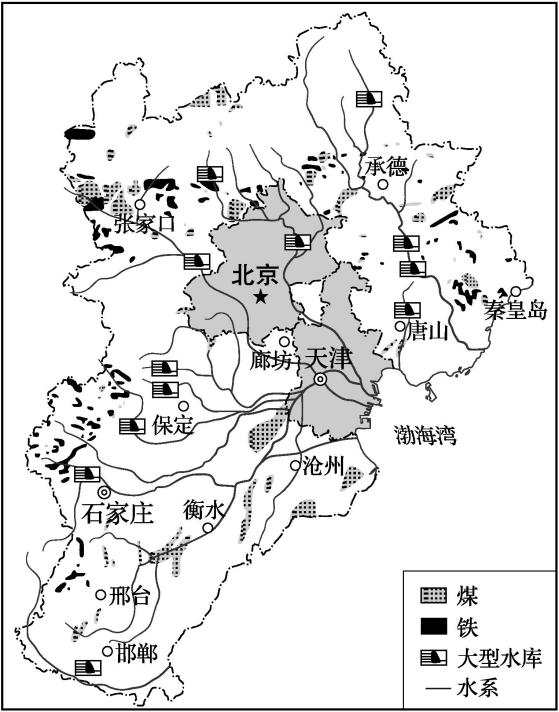 承德
张家口
北京
秦皇岛
唐山
廊坊
天津
保定
渤海湾
沧州
石家庄
衡水
邢台
邯郸
煤
铁
大型水库
水系